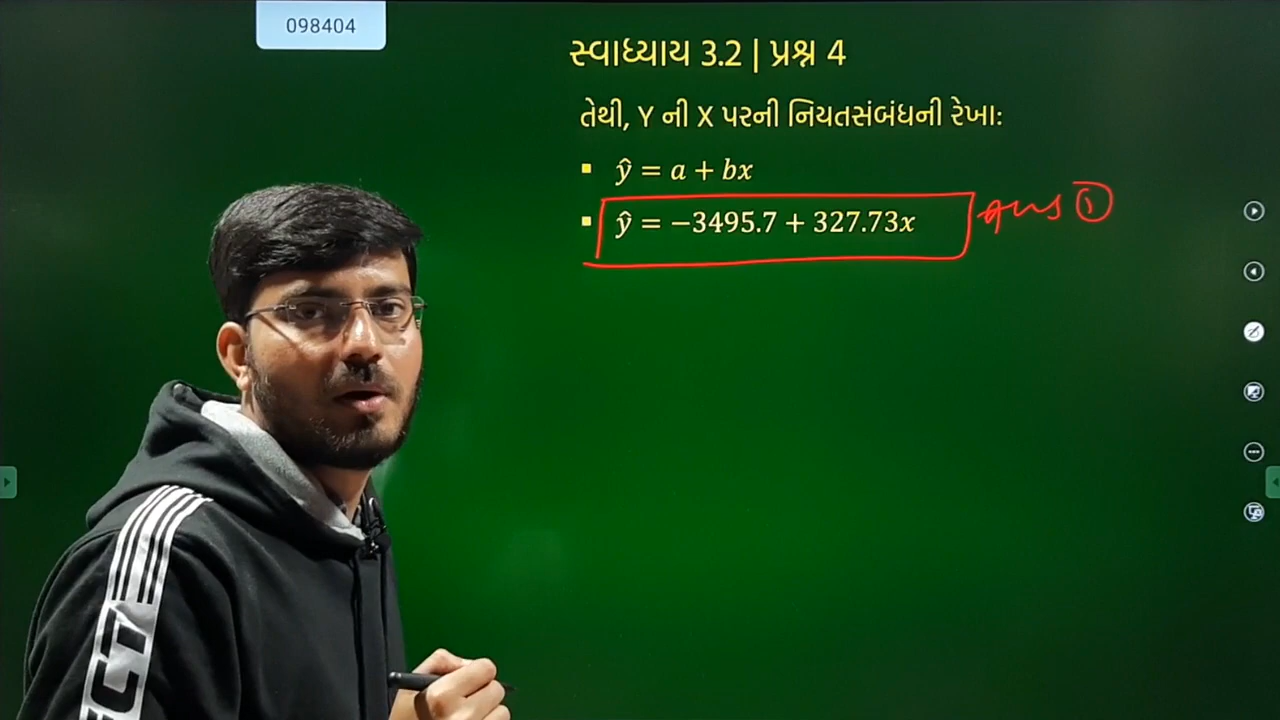 098404
સ્વાધ્યાય 3.2 | પ્રશ્ન 4
તેથી, Y ની X પરની નિયતસંબંધની રેખા:
▪ ŷ = a + bx
▪ ŷ = −3495.7 + 327.73x ans ①